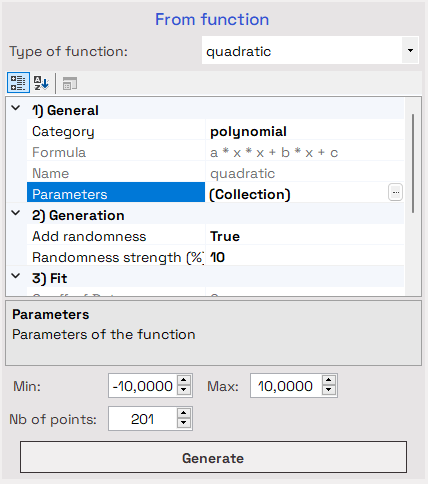 From function
Type of function: quadratic
1) General
Category polynomial
Formula a * x * x + b * x + c
Name quadratic
Parameters (Collection) ...
2) Generation
Add randomness True
Randomness strength (%) 10
3) Fit
Parameters
Parameters of the function
Min: -10,0000 Max: 10,0000
Nb of points: 201
Generate